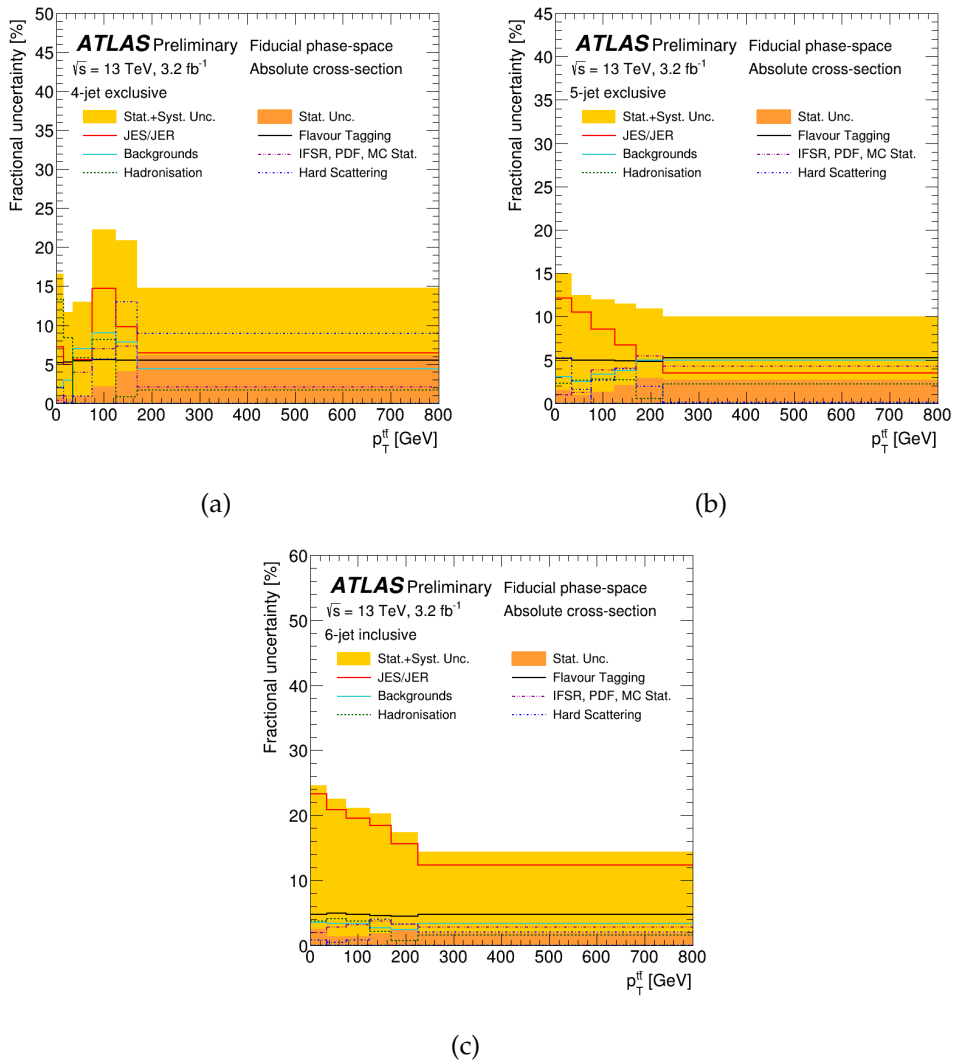 Fractional uncertainty [%]
50
45
40
35
30
25
20
15
10
5
0
ATLAS Preliminary Fiducial phase-space
√s = 13 TeV, 3.2 fb⁻¹ Absolute cross-section
4-jet exclusive
Stat.+Syst. Unc. Stat. Unc.
JES/JER Flavour Tagging
Backgrounds IFSR, PDF, MC Stat.
Hadronisation Hard Scattering
0 100 200 300 400 500 600 700 800
p_T^{tt̄} [GeV]
(a)
Fractional uncertainty [%]
45
40
35
30
25
20
15
10
5
0
ATLAS Preliminary Fiducial phase-space
√s = 13 TeV, 3.2 fb⁻¹ Absolute cross-section
5-jet exclusive
Stat.+Syst. Unc. Stat. Unc.
JES/JER Flavour Tagging
Backgrounds IFSR, PDF, MC Stat.
Hadronisation Hard Scattering
0 100 200 300 400 500 600 700 800
p_T^{tt̄} [GeV]
(b)
Fractional uncertainty [%]
60
50
40
30
20
10
0
ATLAS Preliminary Fiducial phase-space
√s = 13 TeV, 3.2 fb⁻¹ Absolute cross-section
6-jet inclusive
Stat.+Syst. Unc. Stat. Unc.
JES/JER Flavour Tagging
Backgrounds IFSR, PDF, MC Stat.
Hadronisation Hard Scattering
0 100 200 300 400 500 600 700 800
p_T^{tt̄} [GeV]
(c)